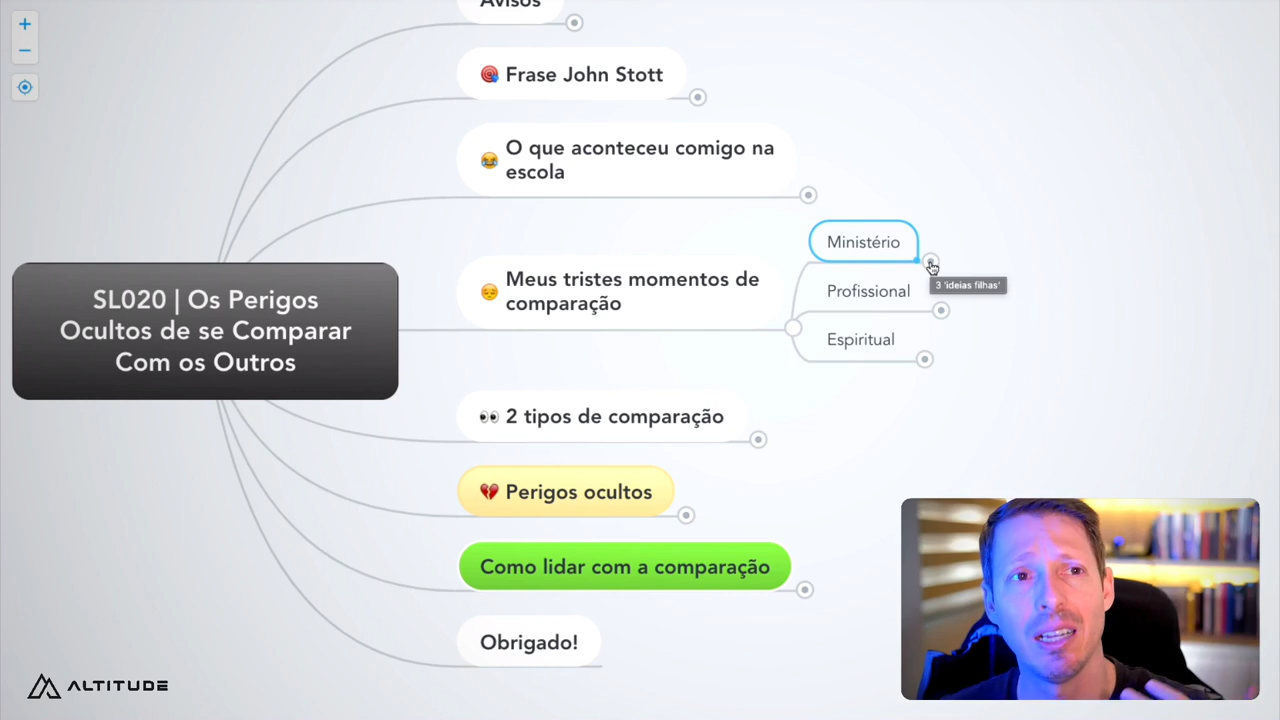 Avisos
Frase John Stott
O que aconteceu comigo na
escola
Ministério
3 'ideias filhas'
Meus tristes momentos de
comparação
Profissional
Espiritual
SL020 | Os Perigos
Ocultos de se Comparar
Com os Outros
2 tipos de comparação
Perigos ocultos
Como lidar com a comparação
Obrigado!
ALTITUDE